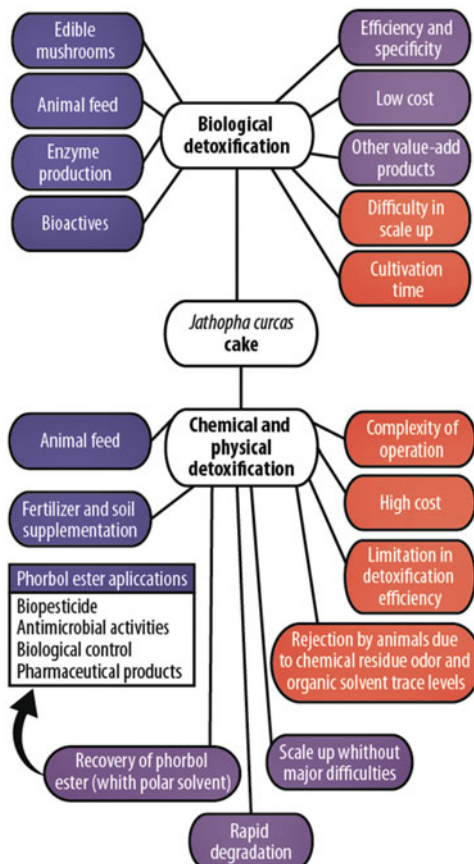 Edible
mushrooms
Animal feed
Enzyme
production
Bioactives
Biological
detoxification
Efficiency and
specificity
Low cost
Other value-add
products
Difficulty in
scale up
Cultivation
time
Jathopha curcas
cake
Chemical and
physical
detoxification
Animal feed
Fertilizer and soil
supplementation
Phorbol ester apliccations
Biopesticide
Antimicrobial activities
Biological control
Pharmaceutical products
Recovery of phorbol
ester (whith polar solvent)
Rapid
degradation
Scale up whithout
major difficulties
Complexity of
operation
High cost
Limitation in
detoxification
efficiency
Rejection by animals due
to chemical residue odor and
organic solvent trace levels